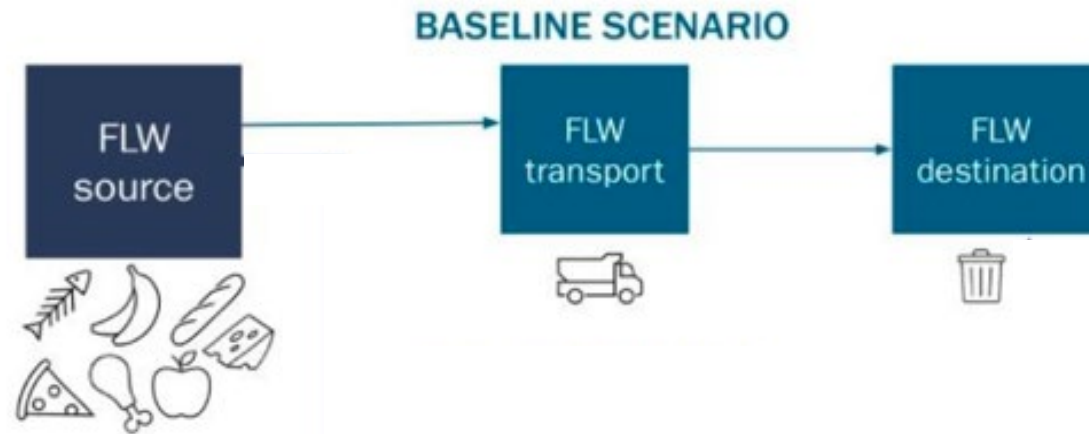 BASELINE SCENARIO
FLW
source
FLW
transport
FLW
destination